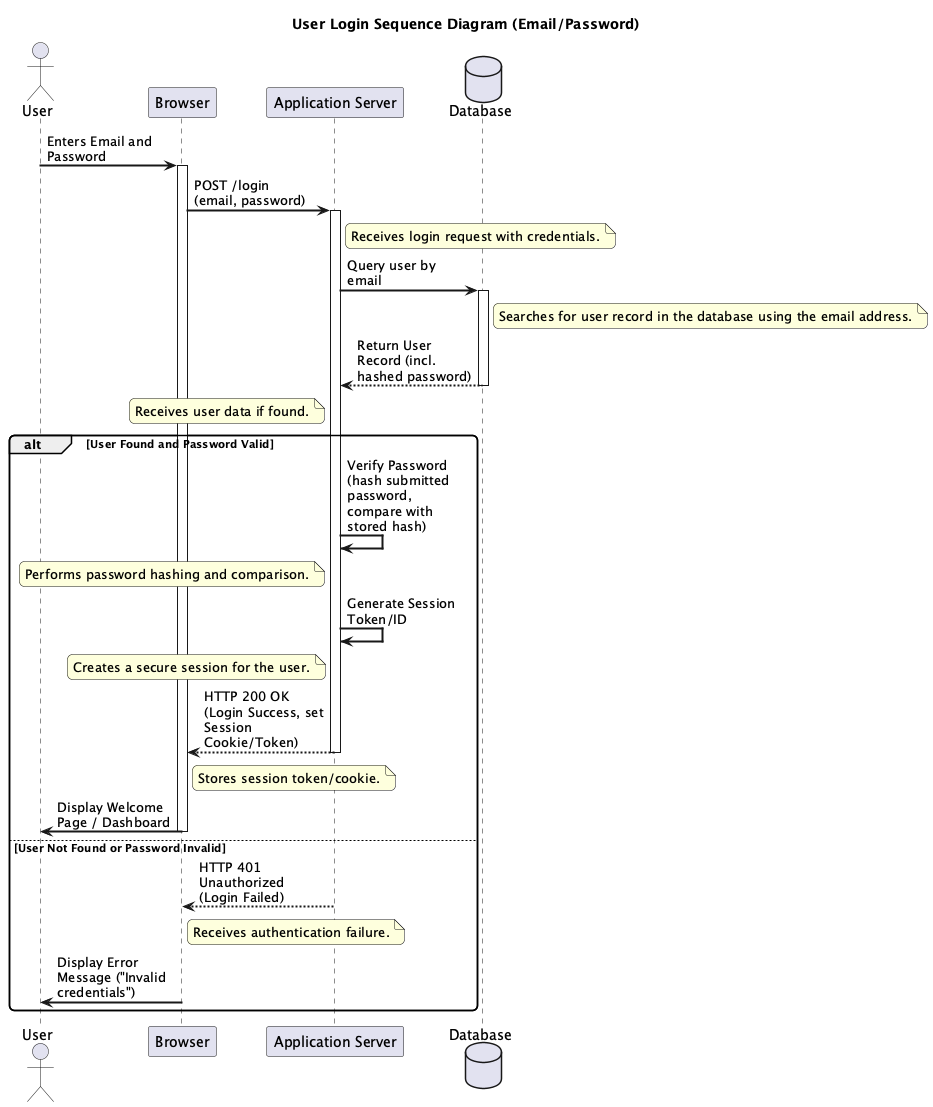 User Login Sequence Diagram (Email/Password)
User
Browser
Application Server
Database
Enters Email and
Password
POST /login
(email, password)
Receives login request with credentials.
Query user by
email
Searches for user record in the database using the email address.
Return User
Record (incl.
hashed password)
Receives user data if found.
alt
[User Found and Password Valid]
Verify Password
(hash submitted
password,
compare with
stored hash)
Performs password hashing and comparison.
Generate Session
Token/ID
Creates a secure session for the user.
HTTP 200 OK
(Login Success, set
Session
Cookie/Token)
Stores session token/cookie.
Display Welcome
Page / Dashboard
[User Not Found or Password Invalid]
HTTP 401
Unauthorized
(Login Failed)
Receives authentication failure.
Display Error
Message ("Invalid
credentials")
User
Browser
Application Server
Database